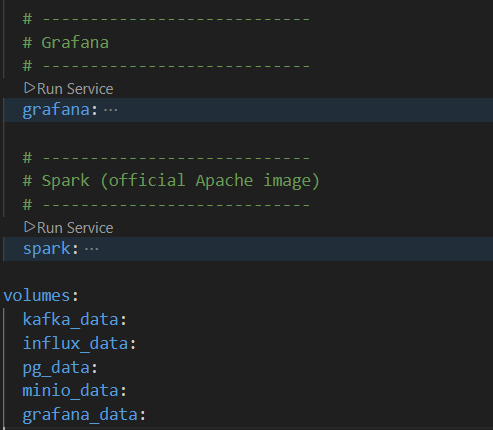 # ----------------------------
# Grafana
# ----------------------------
Run Service
grafana: ...
# ----------------------------
# Spark (official Apache image)
# ----------------------------
Run Service
spark: ...
volumes:
kafka_data:
influx_data:
pg_data:
minio_data:
grafana_data: